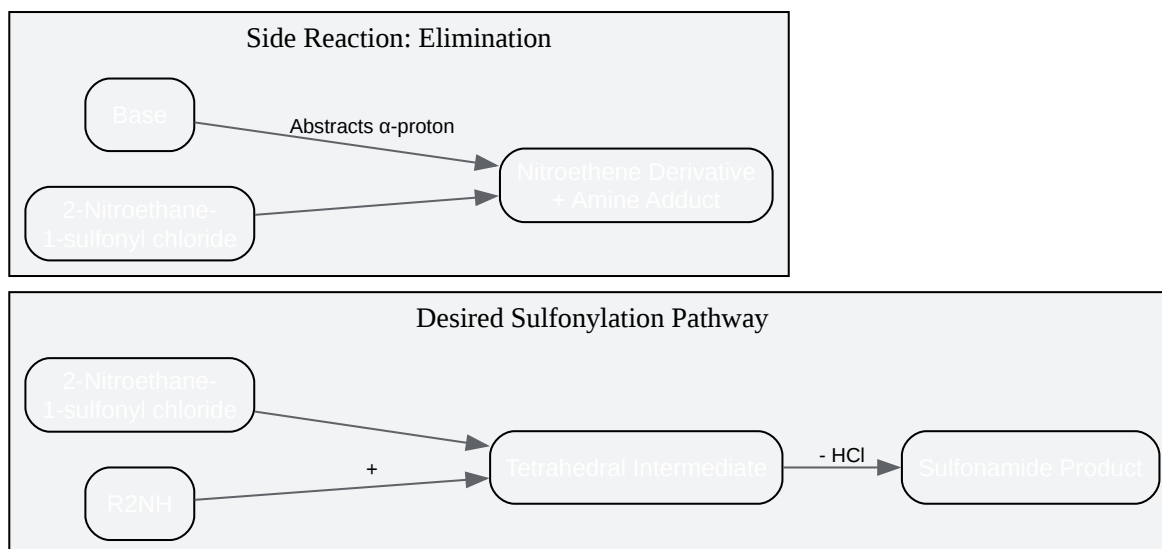 Side Reaction: Elimination
Base
Abstracts α-proton
2-Nitroethane-
1-sulfonyl chloride
Nitroethene Derivative
+ Amine Adduct
Desired Sulfonylation Pathway
2-Nitroethane-
1-sulfonyl chloride
R2NH
+
Tetrahedral Intermediate
- HCl
Sulfonamide Product